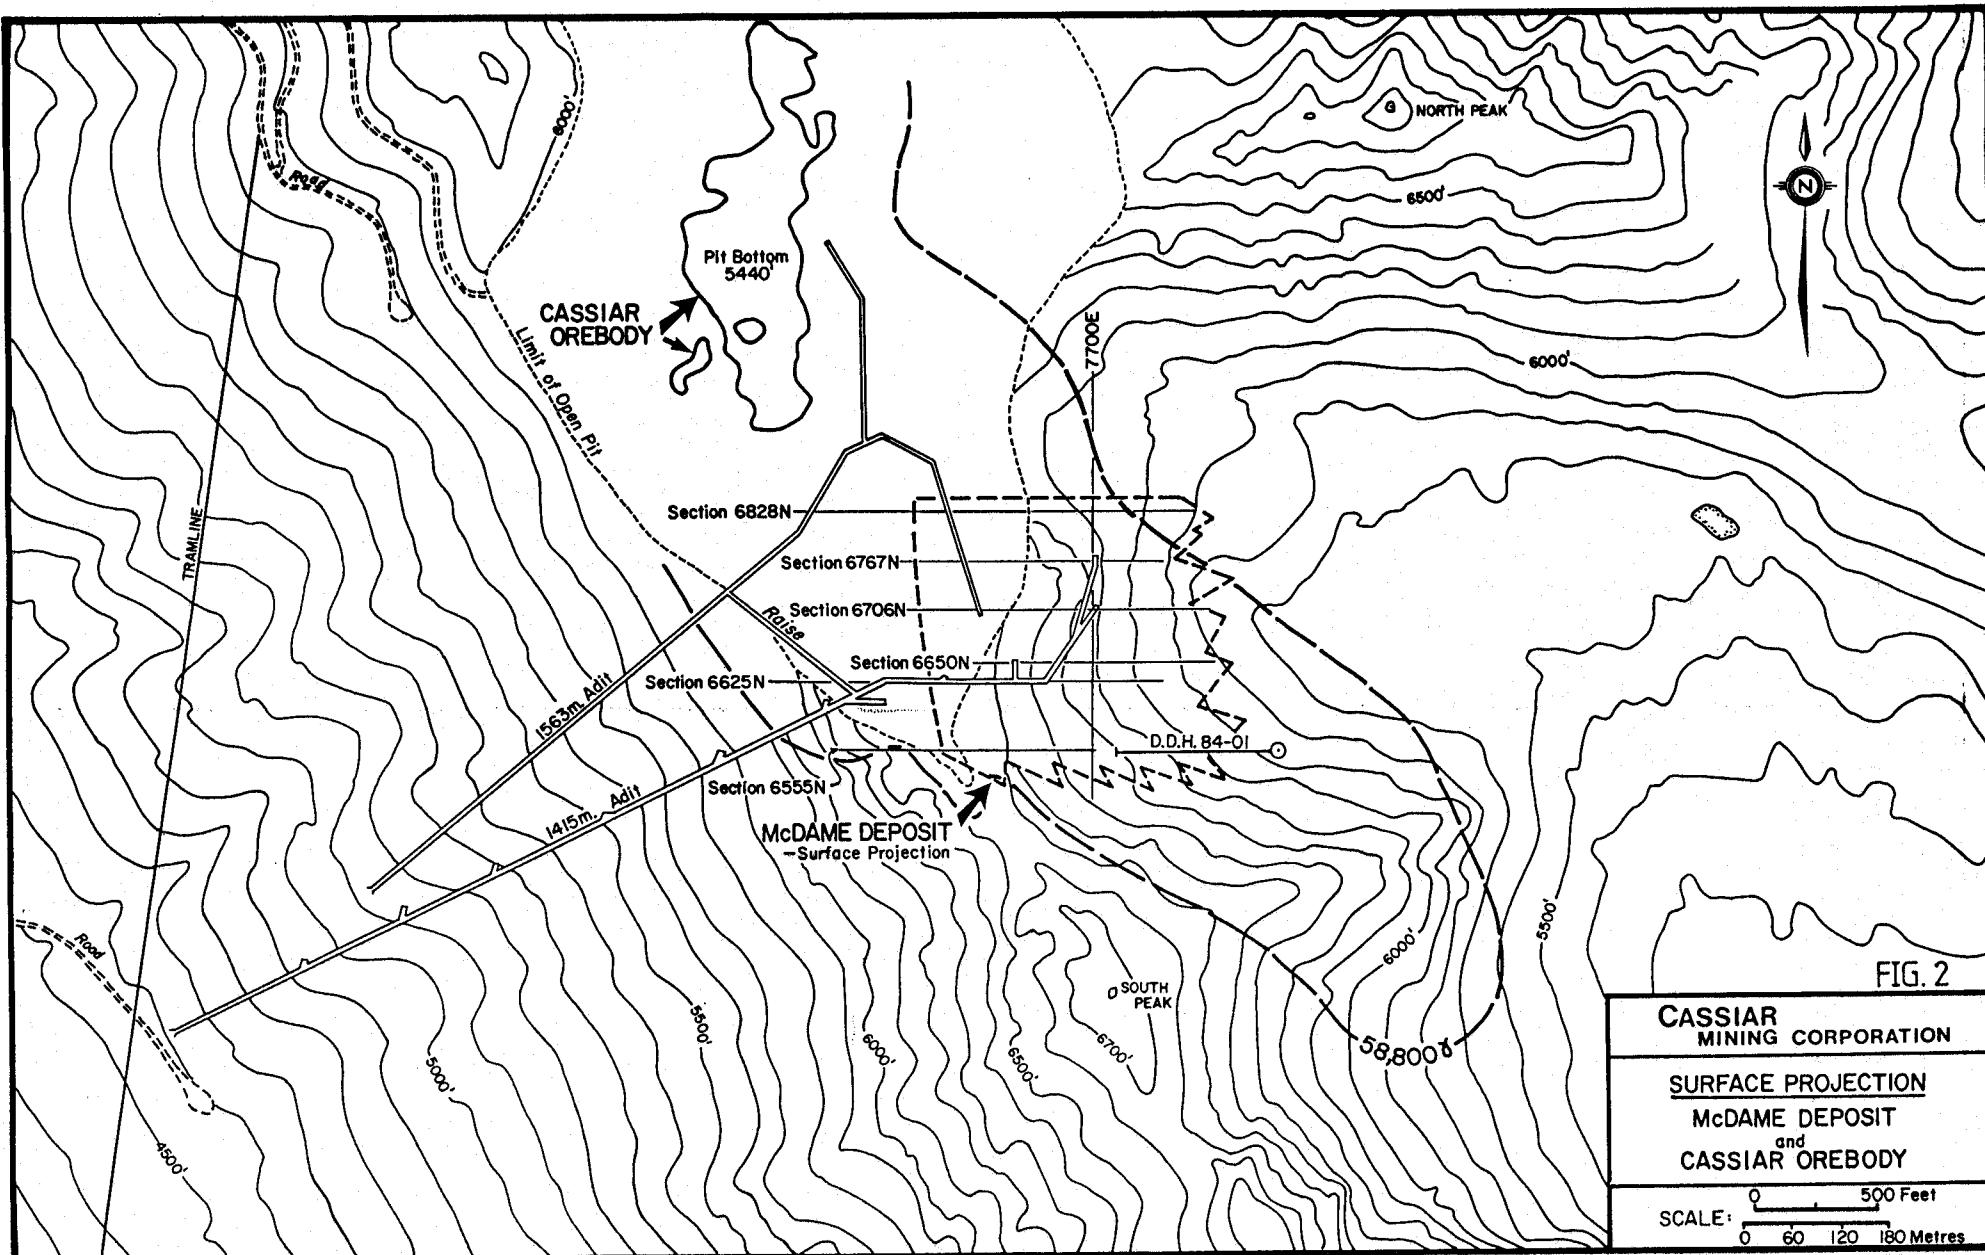 6000'
Road
NORTH PEAK
6500'
N
Pit Bottom
5440'
CASSIAR
OREBODY
Limit of Open Pit
7700E
6000'
TRAMLINE
Section 6828N
Section 6767N
Raise
Section 6706N
Section 6650N
Section 6625N
1563m. Adit
D.D.H. 84-01
Section 6555N
1415m. Adit
McDAME DEPOSIT
-Surface Projection
Road
5500'
6000'
SOUTH
PEAK
5500'
6000'
6500'
6700'
5000'
4500'
58,800 γ
FIG. 2
CASSIAR
MINING CORPORATION
SURFACE PROJECTION
McDAME DEPOSIT
and
CASSIAR OREBODY
0 500 Feet
SCALE:
0 60 120 180 Metres